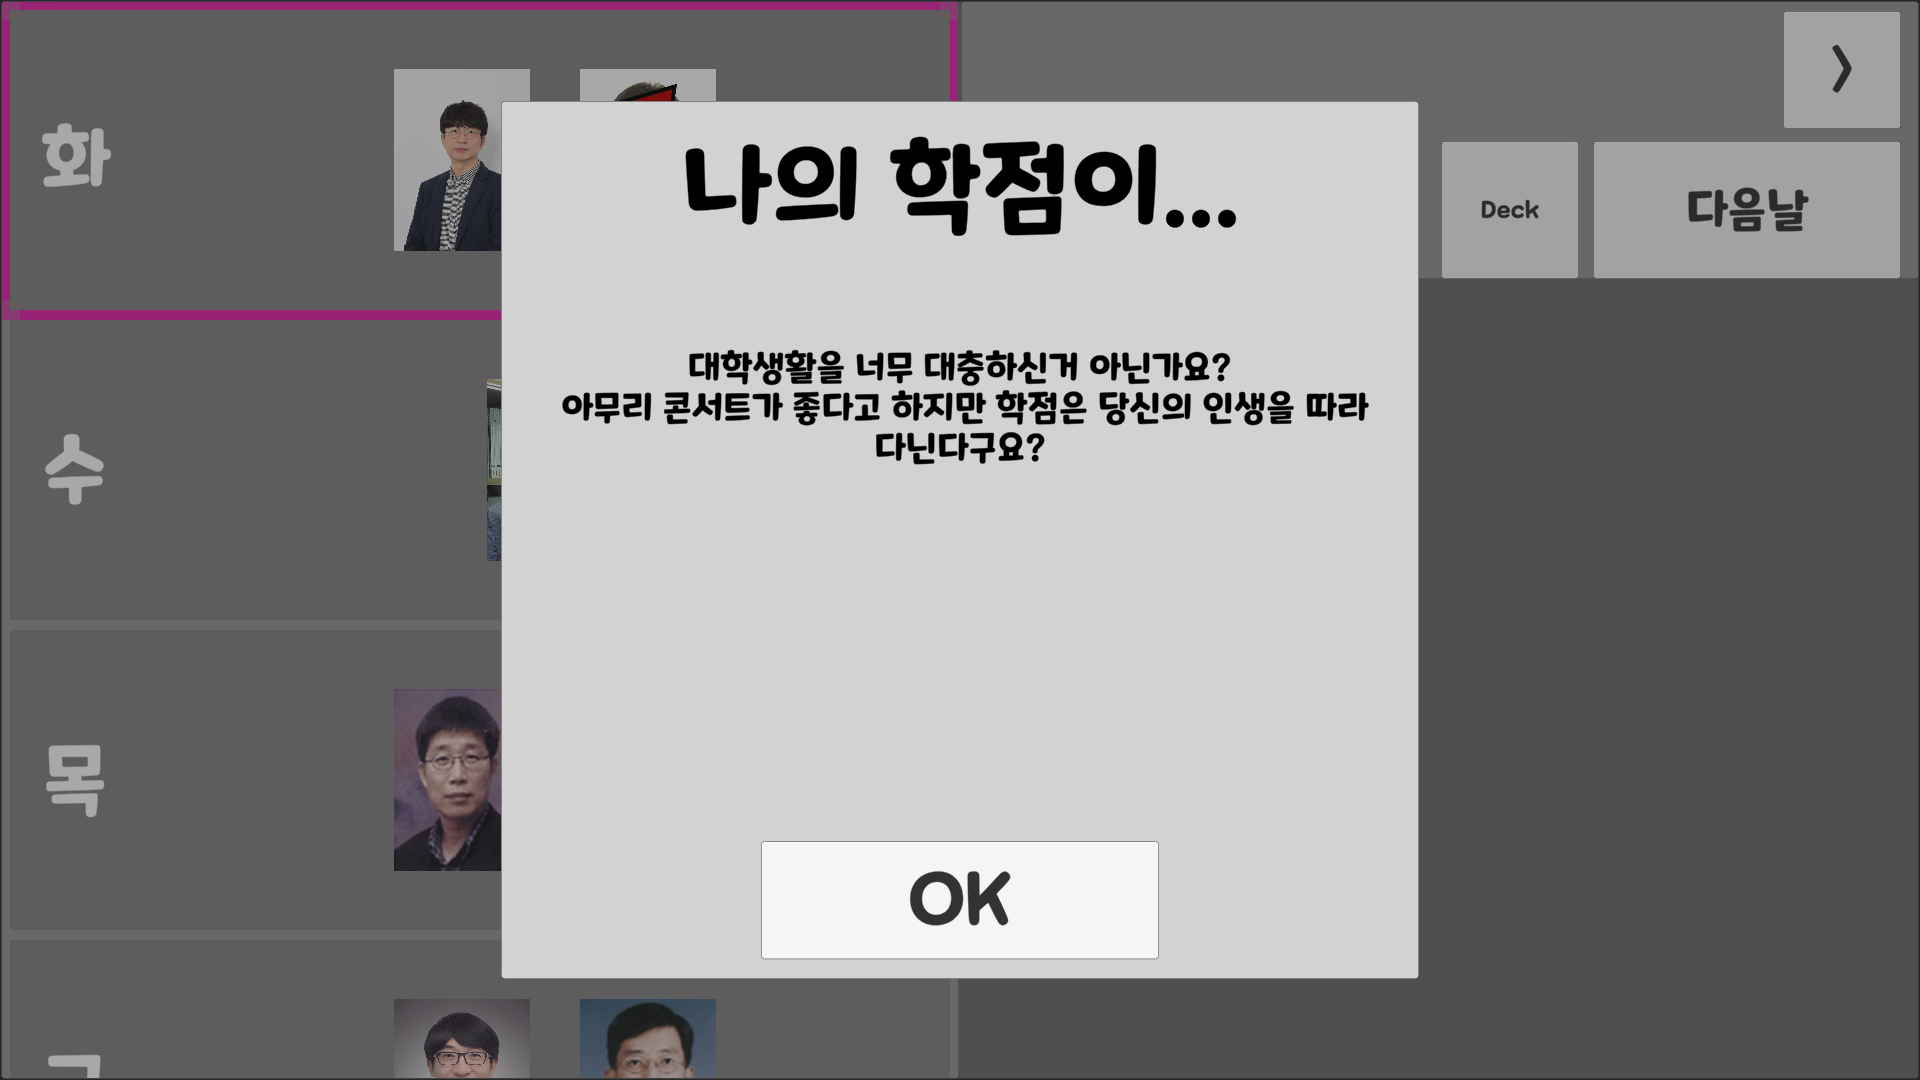 화
수
목
나의 학점이...
대학생활을 너무 대충하신거 아닌가요?
아무리 콘서트가 좋다고 하지만 학점은 당신의 인생을 따라
다닌다구요?
OK
>
Deck
다음날